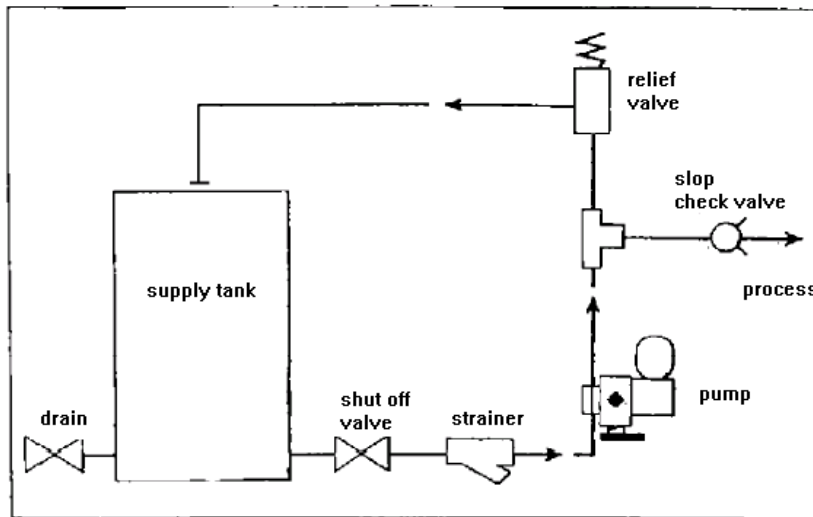 relief
valve
slop
check valve
supply tank
process
drain
shut off
valve
strainer
pump